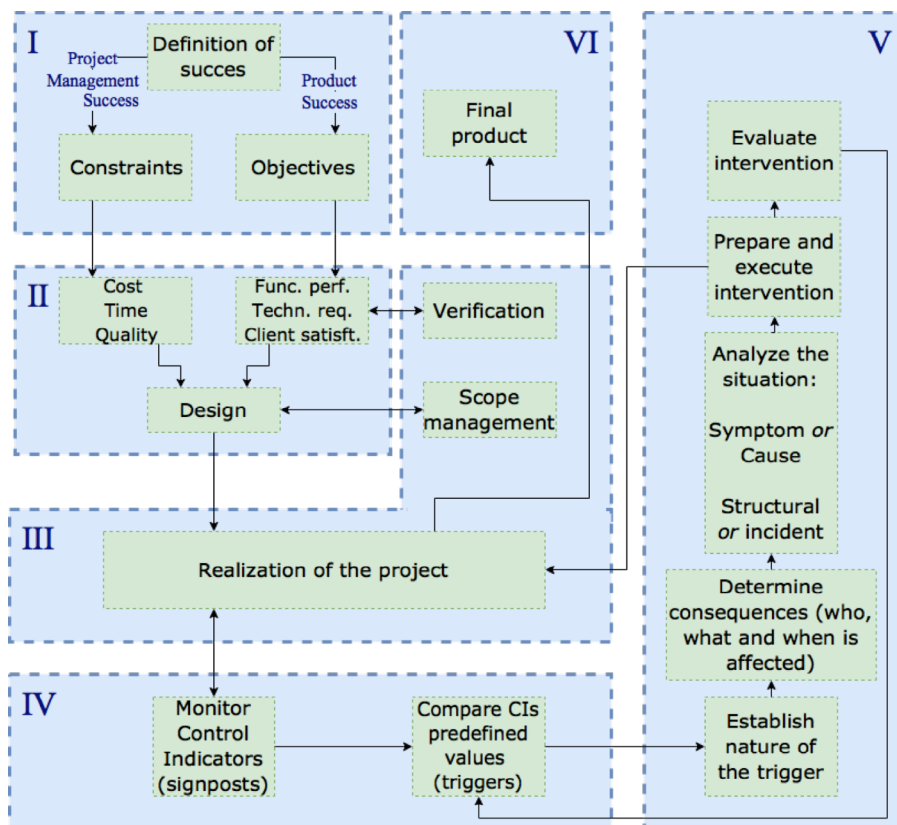 I
Definition of
succes
Project
Management
Success
Product
Success
Constraints
Objectives
VI
Final
product
V
Evaluate
intervention
Prepare and
execute
intervention
Analyze the
situation:
Symptom or
Cause
Structural
or incident
Determine
consequences (who,
what and when is
affected)
Establish
nature of
the trigger
II
Cost
Time
Quality
Func. perf.
Techn. req.
Client satisft.
Verification
Design
Scope
management
III
Realization of the project
IV
Monitor
Control
Indicators
(signposts)
Compare CIs
predefined
values
(triggers)